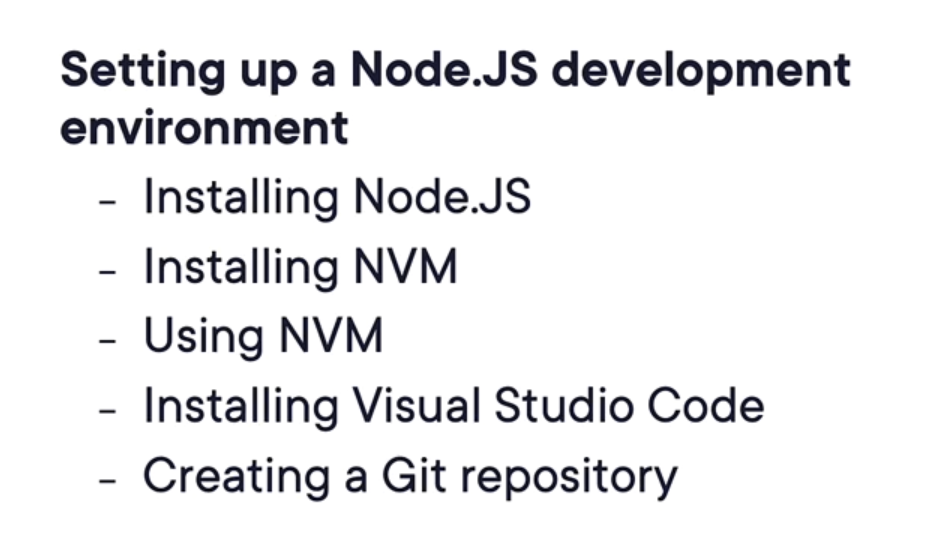 Setting up a Node.JS development
environment
– Installing Node.JS
– Installing NVM
– Using NVM
– Installing Visual Studio Code
– Creating a Git repository